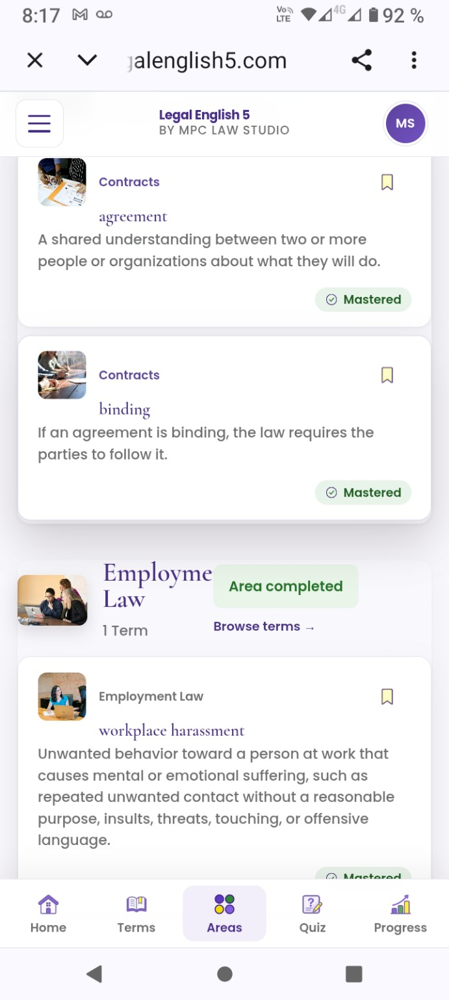 8:17
Vo
LTE
4G
92 %
galenglish5.com
Legal English 5
BY MPC LAW STUDIO
MS
Contracts
agreement
A shared understanding between two or more
people or organizations about what they will do.
Mastered
Contracts
binding
If an agreement is binding, the law requires the
parties to follow it.
Mastered
Employme
Law
Area completed
1 Term
Browse terms →
Employment Law
workplace harassment
Unwanted behavior toward a person at work that
causes mental or emotional suffering, such as
repeated unwanted contact without a reasonable
purpose, insults, threats, touching, or offensive
language.
Mastered
Home
Terms
Areas
Quiz
Progress